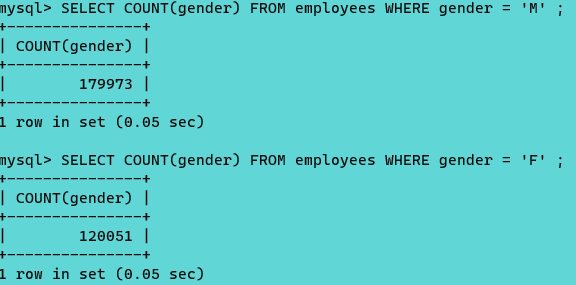 mysql> SELECT COUNT(gender) FROM employees WHERE gender = 'M' ;
+---------------+
| COUNT(gender) |
+---------------+
|        179973 |
+---------------+
1 row in set (0.05 sec)

mysql> SELECT COUNT(gender) FROM employees WHERE gender = 'F' ;
+---------------+
| COUNT(gender) |
+---------------+
|        120051 |
+---------------+
1 row in set (0.05 sec)